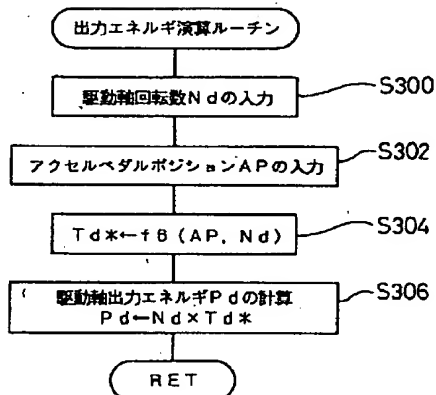 出力エネルギ演算ルーチン
駆動軸回転数Ndの入力
S300
アクセルペダルポジションAPの入力
S302
Td*←f6(AP,Nd)
S304
駆動軸出力エネルギPdの計算
Pd←Nd×Td*
S306
RET